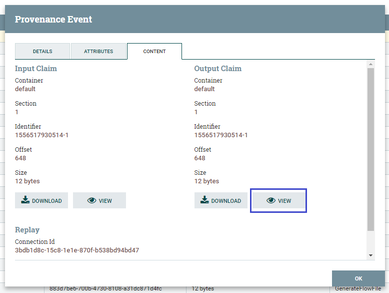 Provenance Event
DETAILS
ATTRIBUTES
CONTENT
Input Claim
Container
default
Section
1
Identifier
1556517930514-1
Offset
648
Size
12 bytes
DOWNLOAD
VIEW
Output Claim
Container
default
Section
1
Identifier
1556517930514-1
Offset
648
Size
12 bytes
DOWNLOAD
VIEW
Replay
Connection Id
3bdb1d8c-15c8-1e1e-870f-b538bd94bd47
OK
12 bytes
GenerateFlowFile